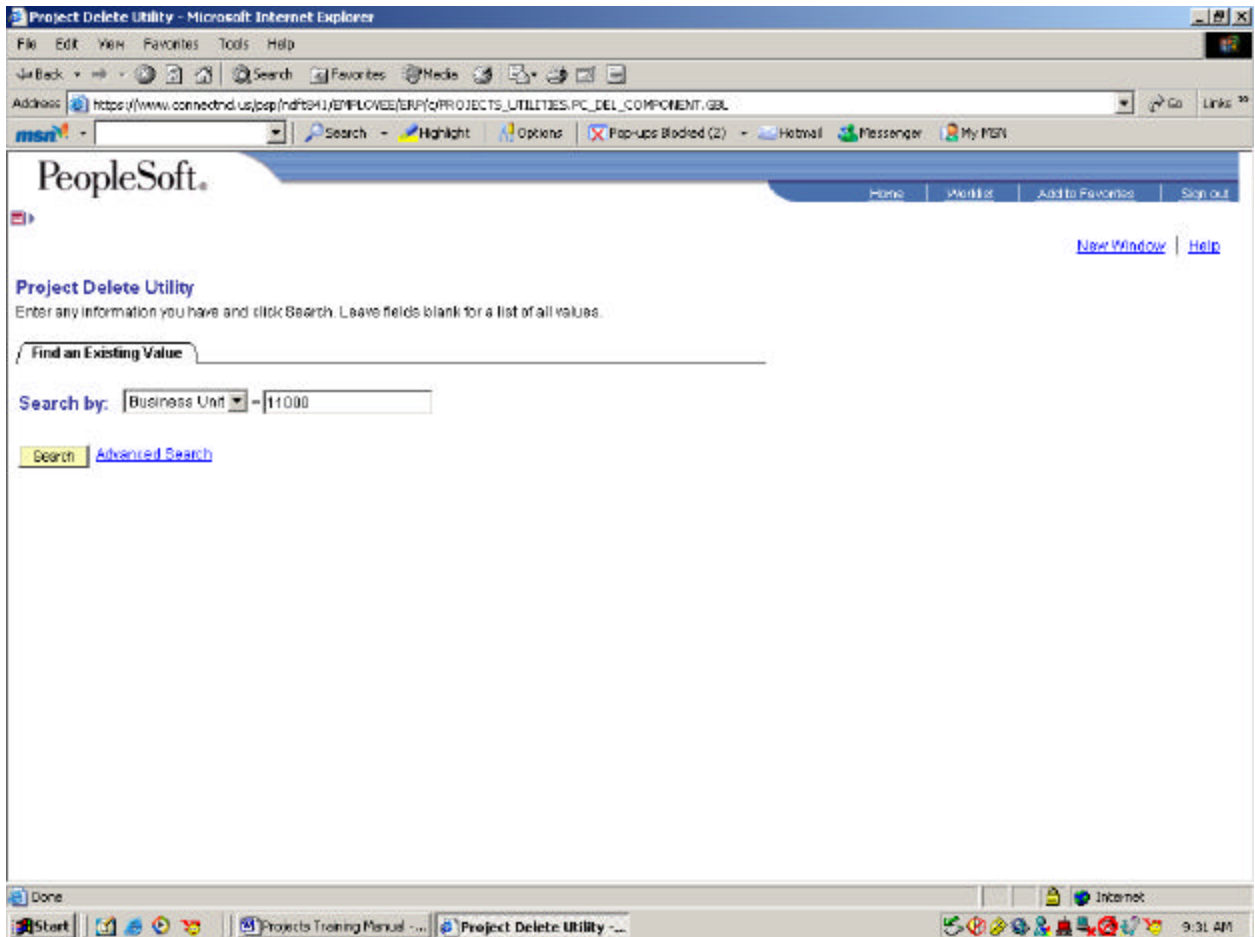 Project Delete Utility - Microsoft Internet Explorer
File Edit View Favorites Tools Help
Back Search Favorites Media
Address https://www.connectnd.us/psp/ndfts941/EMPLOYEE/ERP/c/PROJECTS_UTILITIES.PC_DEL_COMPONENT.GBL Go Links »
msn Search Highlight Options Pop-ups Blocked (2) Hotmail Messenger My MSN
PeopleSoft.
Home Worklist Add to Favorites Sign out
New Window Help
Project Delete Utility
Enter any information you have and click Search. Leave fields blank for a list of all values.
Find an Existing Value
Search by: Business Unit = 11000
Search Advanced Search
Done Internet
Start Projects Training Manual -... Project Delete Utility -... 9:31 AM